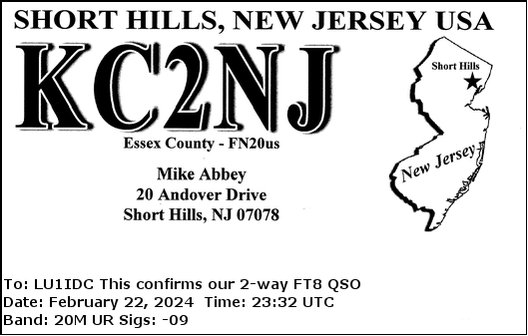 SHORT HILLS, NEW JERSEY USA
KC2NJ
Essex County - FN20us
Mike Abbey
20 Andover Drive
Short Hills, NJ 07078
Short Hills
New Jersey
To: LU1IDC This confirms our 2-way FT8 QSO
Date: February 22, 2024 Time: 23:32 UTC
Band: 20M UR Sigs: -09